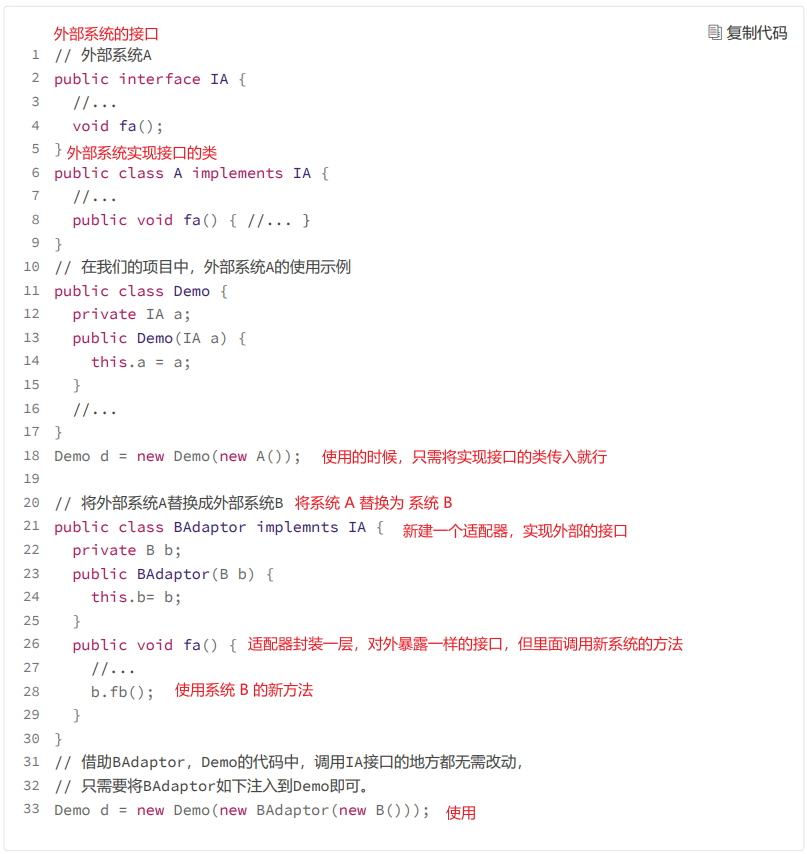 外部系统的接口
复制代码
1 // 外部系统A
2 public interface IA {
3 //...
4 void fa();
5 } 外部系统实现接口的类
6 public class A implements IA {
7 //...
8 public void fa() { //... }
9 }
10 // 在我们的项目中，外部系统A的使用示例
11 public class Demo {
12 private IA a;
13 public Demo(IA a) {
14 this.a = a;
15 }
16 //...
17 }
18 Demo d = new Demo(new A()); 使用的时候，只需将实现接口的类传入就行
19
20 // 将外部系统A替换成外部系统B 将系统 A 替换为 系统 B
21 public class BAdaptor implemnts IA { 新建一个适配器，实现外部的接口
22 private B b;
23 public BAdaptor(B b) {
24 this.b= b;
25 }
26 public void fa() { 适配器封装一层，对外暴露一样的接口，但里面调用新系统的方法
27 //...
28 b.fb(); 使用系统 B 的新方法
29 }
30 }
31 // 借助BAdaptor，Demo的代码中，调用IA接口的地方都无需改动，
32 // 只需要将BAdaptor如下注入到Demo即可。
33 Demo d = new Demo(new BAdaptor(new B())); 使用